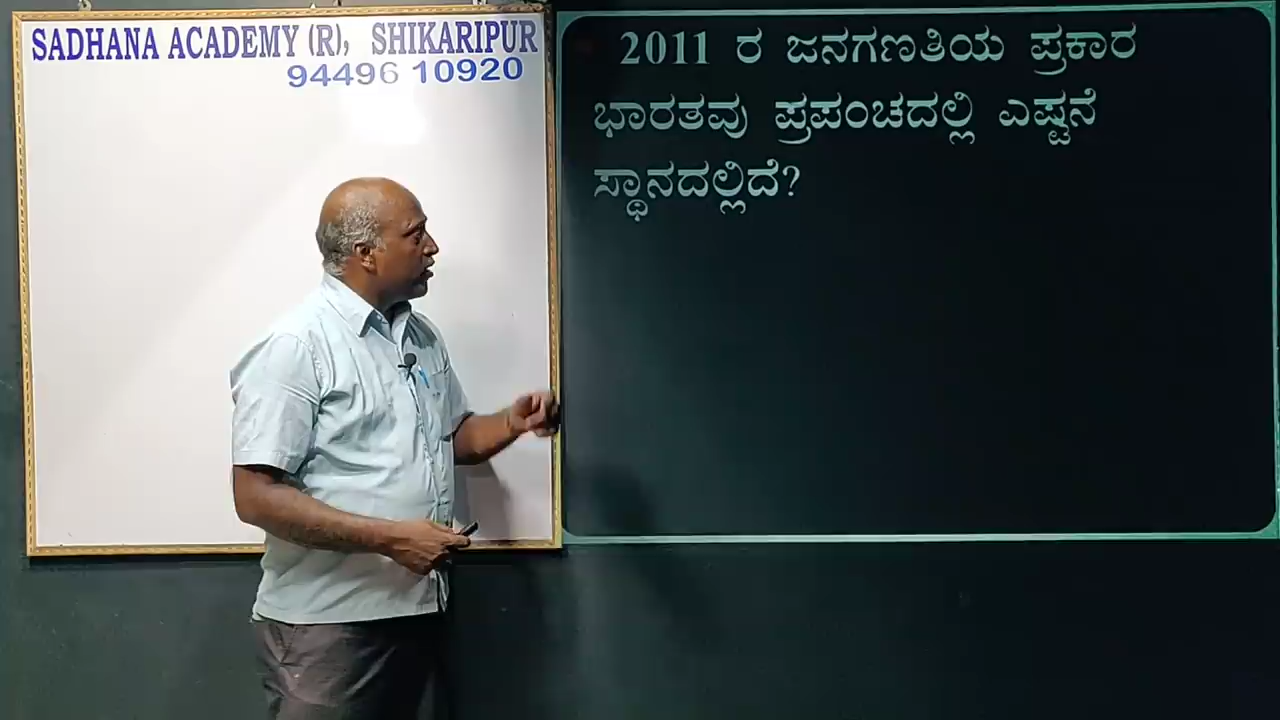 SADHANA ACADEMY (R), SHIKARIPUR
94496 10920
2011 ರ ಜನಗಣತಿಯ ಪ್ರಕಾರ
ಭಾರತವು ಪ್ರಪಂಚದಲ್ಲಿ ಎಷ್ಟನೆ
ಸ್ಥಾನದಲ್ಲಿದೆ?